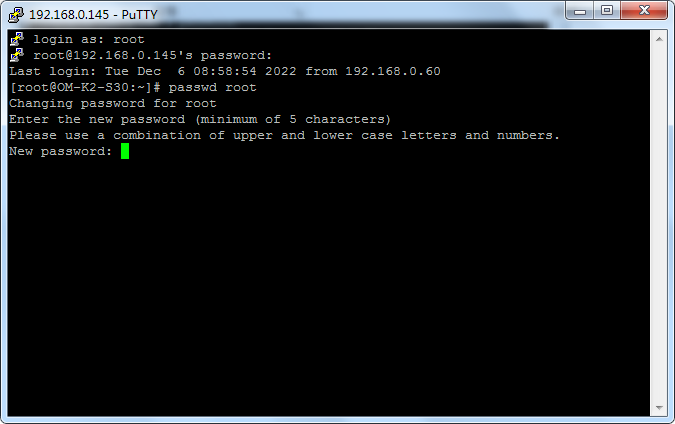 192.168.0.145 - PuTTY
login as: root
root@192.168.0.145's password:
Last login: Tue Dec  6 08:58:54 2022 from 192.168.0.60
[root@OM-K2-S30:~]# passwd root
Changing password for root
Enter the new password (minimum of 5 characters)
Please use a combination of upper and lower case letters and numbers.
New password: